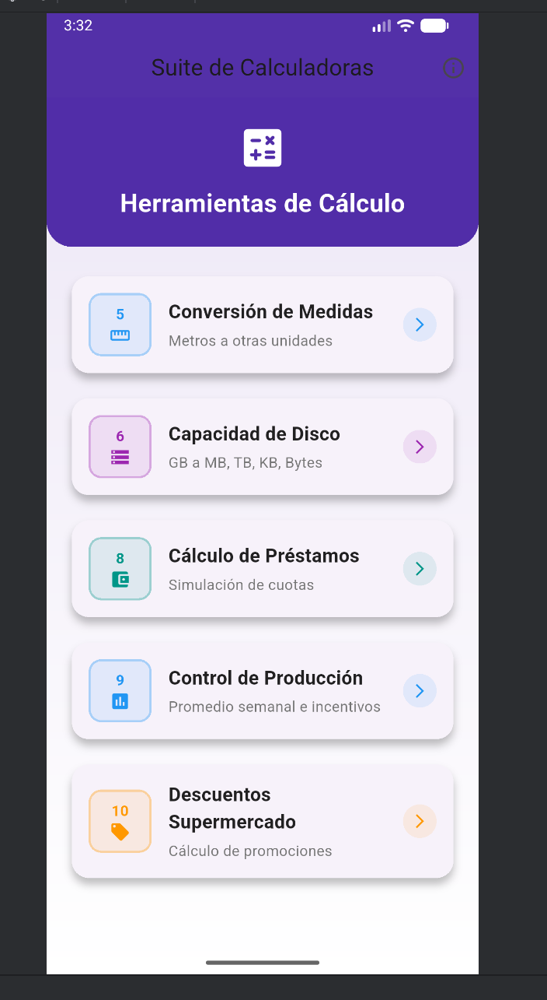 3:32
Suite de Calculadoras
Herramientas de Cálculo
5
Conversión de Medidas
Metros a otras unidades
6
Capacidad de Disco
GB a MB, TB, KB, Bytes
8
Cálculo de Préstamos
Simulación de cuotas
9
Control de Producción
Promedio semanal e incentivos
10
Descuentos
Supermercado
Cálculo de promociones